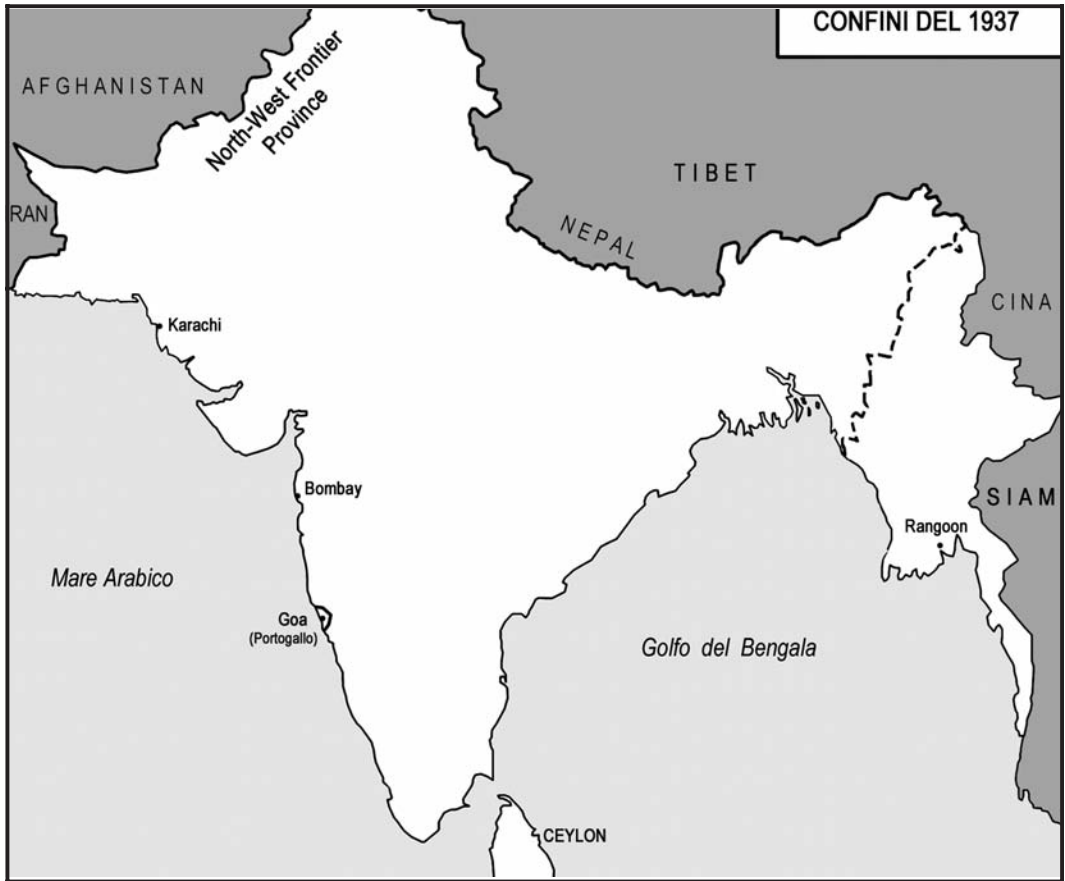 CONFINI DEL 1937
AFGHANISTAN
North-West Frontier
Province
TIBET
RAN
NEPAL
CINA
Karachi
SIAM
Bombay
Rangoon
Mare Arabico
Goa
(Portogallo)
Golfo del Bengala
CEYLON